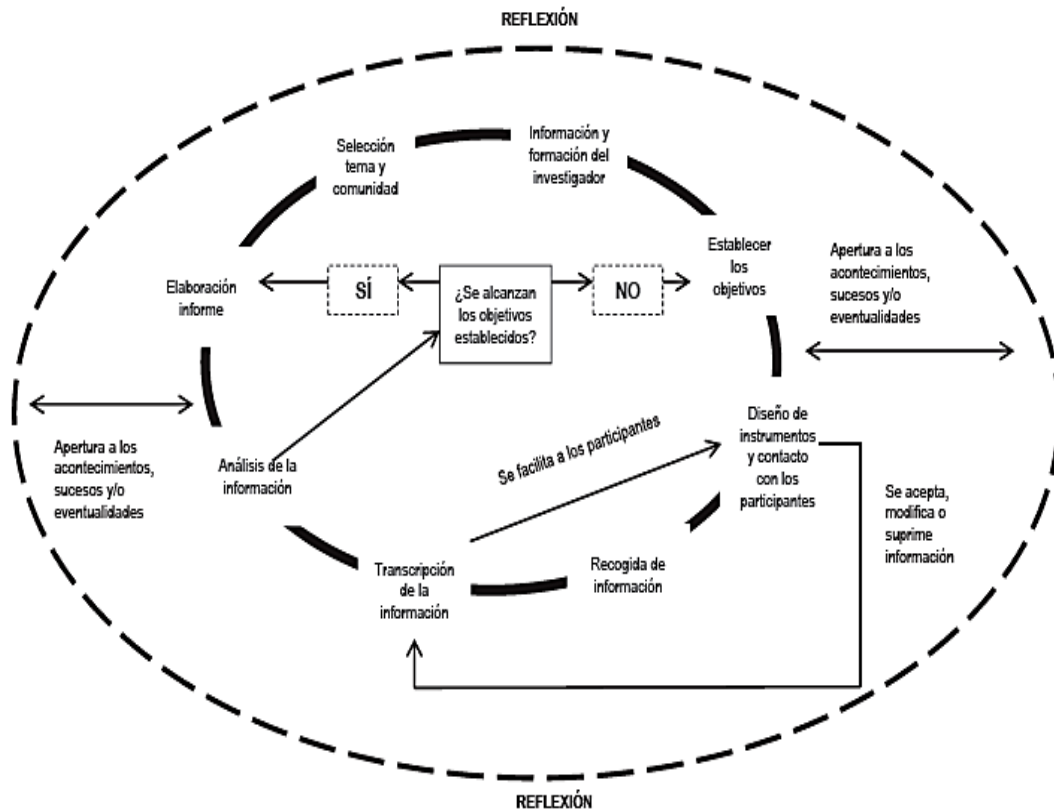 REFLEXIÓN
Selección
tema y
comunidad
Información y
formación del
investigador
Establecer
los
objetivos
Apertura a los
acontecimientos,
sucesos y/o
eventualidades
Elaboración
informe
SÍ
¿Se alcanzan
los objetivos
establecidos?
NO
Apertura a los
acontecimientos,
sucesos y/o
eventualidades
Análisis de la
información
Se facilita a los participantes
Diseño de
instrumentos
y contacto
con los
participantes
Se acepta,
modifica o
suprime
información
Transcripción
de la
información
Recogida de
información
REFLEXIÓN